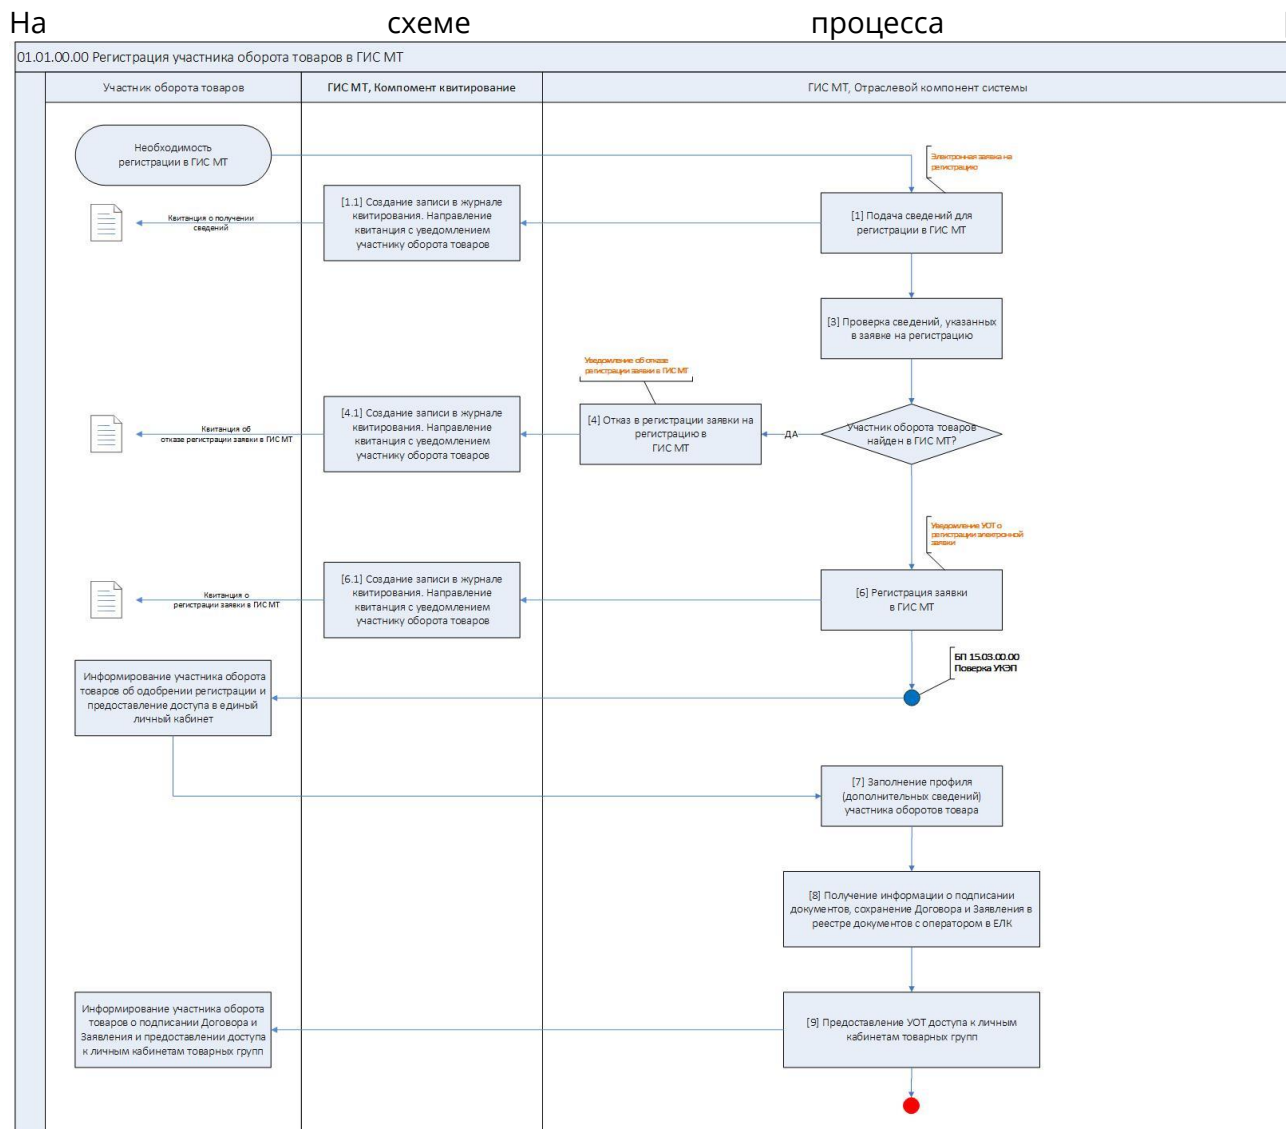 На схеме процесса
01.01.00.00 Регистрация участника оборота товаров в ГИС МТ
Участник оборота товаров
ГИС МТ, Компомент квитирование
ГИС МТ, Отраслевой компонент системы
Необходимость
регистрации в ГИС МТ
Электронная заявка на
регистрацию
[1] Подача сведений для
регистрации в ГИС МТ
[1.1] Создание записи в журнале
квитирования. Направление
квитанция с уведомлением
участнику оборота товаров
Квитанция о получении
сведений
[3] Проверка сведений, указанных
в заявке на регистрацию
Уведомление об отказе
регистрации заявки в ГИС МТ
Участник оборота товаров
найден в ГИС МТ?
ДА
[4] Отказ в регистрации заявки на
регистрацию в
ГИС МТ
[4.1] Создание записи в журнале
квитирования. Направление
квитанция с уведомлением
участнику оборота товаров
Квитанция об
отказе регистрации заявки в ГИС МТ
Уведомление УОТ о
регистрации электронной
заявки
[6] Регистрация заявки
в ГИС МТ
[6.1] Создание записи в журнале
квитирования. Направление
квитанция с уведомлением
участнику оборота товаров
Квитанция о
регистрации заявки в ГИС МТ
БП 15.03.00.00
Поверка УКЭП
Информирование участника оборота
товаров об одобрении регистрации и
предоставление доступа в единый
личный кабинет
[7] Заполнение профиля
(дополнительных сведений)
участника оборотов товара
[8] Получение информации о подписании
документов, сохранение Договора и Заявления в
реестре документов с оператором в ЕЛК
[9] Предоставление УОТ доступа к личным
кабинетам товарных групп
Информирование участника оборота
товаров о подписании Договора и
Заявления и предоставлении доступа
к личным кабинетам товарных групп